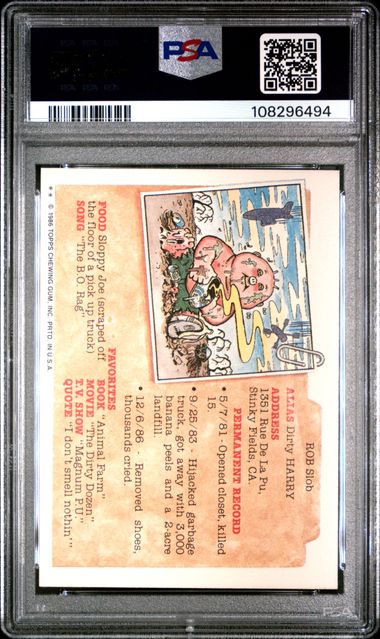 PSA
108296494
ROB Slob
ALIAS Dirty HARRY
ADDRESS
1351 Rue De La Pu,
Stinky Fields, CA
PERMANENT RECORD
• 5/7/81 - Opened closet, killed
15.
• 9/25/83 - Hijacked garbage
truck, got away with 3,000
banana peels and a 2-acre
landfill.
• 12/6/86 - Removed shoes,
thousands cried.
FAVORITES
FOOD Sloppy Joe (scraped off
the floor of a pick up truck)
SONG "The B.O. Rag"
BOOK "Animal Farm"
MOVIE "The Dirty Dozen"
T.V. SHOW "Magnum P.U."
QUOTE "I don't smell nothin'"
** © 1986 TOPPS CHEWING GUM, INC. PRTD. IN U.S.A.
PSA